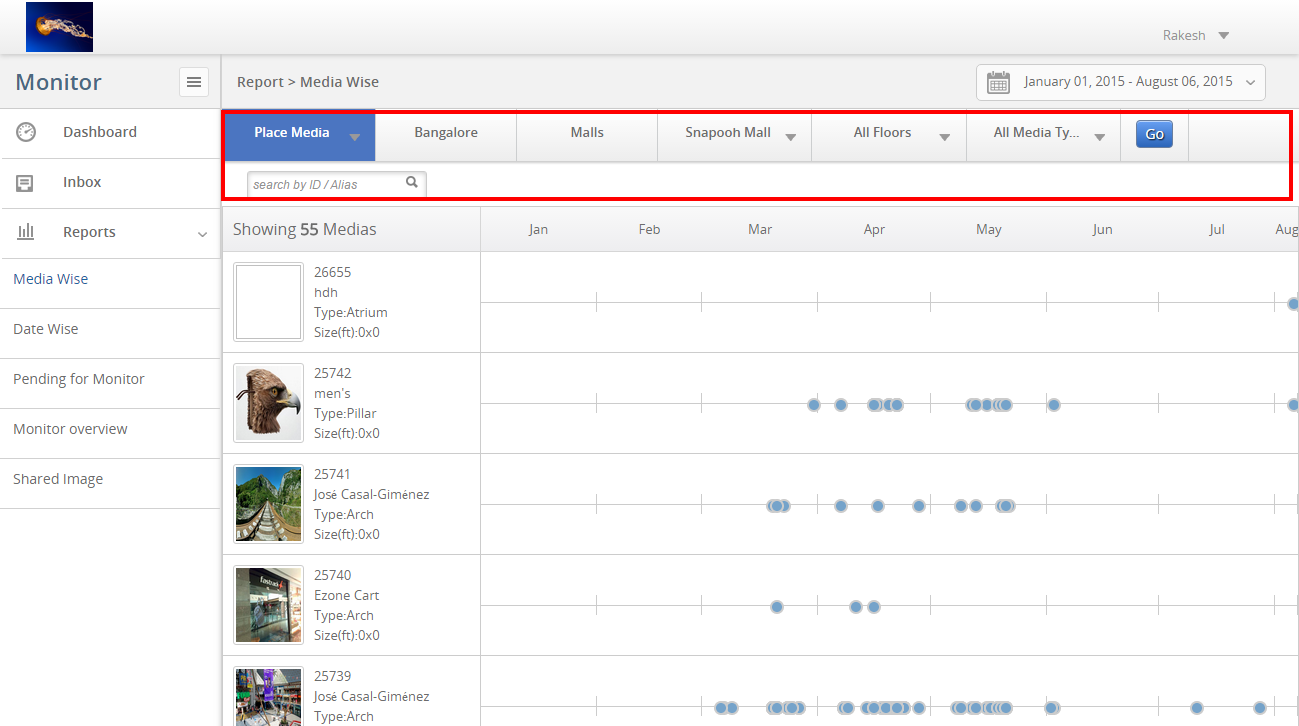 Rakesh
Monitor
Report > Media Wise
January 01, 2015 - August 06, 2015
Dashboard
Inbox
Reports
Media Wise
Date Wise
Pending for Monitor
Monitor overview
Shared Image
Place Media
Bangalore
Malls
Snapooh Mall
All Floors
All Media Ty...
Go
search by ID / Alias
Showing 55 Medias
Jan
Feb
Mar
Apr
May
Jun
Jul
Aug
26655
hdh
Type:Atrium
Size(ft):0x0
25742
men's
Type:Pillar
Size(ft):0x0
25741
José Casal-Giménez
Type:Arch
Size(ft):0x0
fastrack
25740
Ezone Cart
Type:Arch
Size(ft):0x0
25739
José Casal-Giménez
Type:Arch